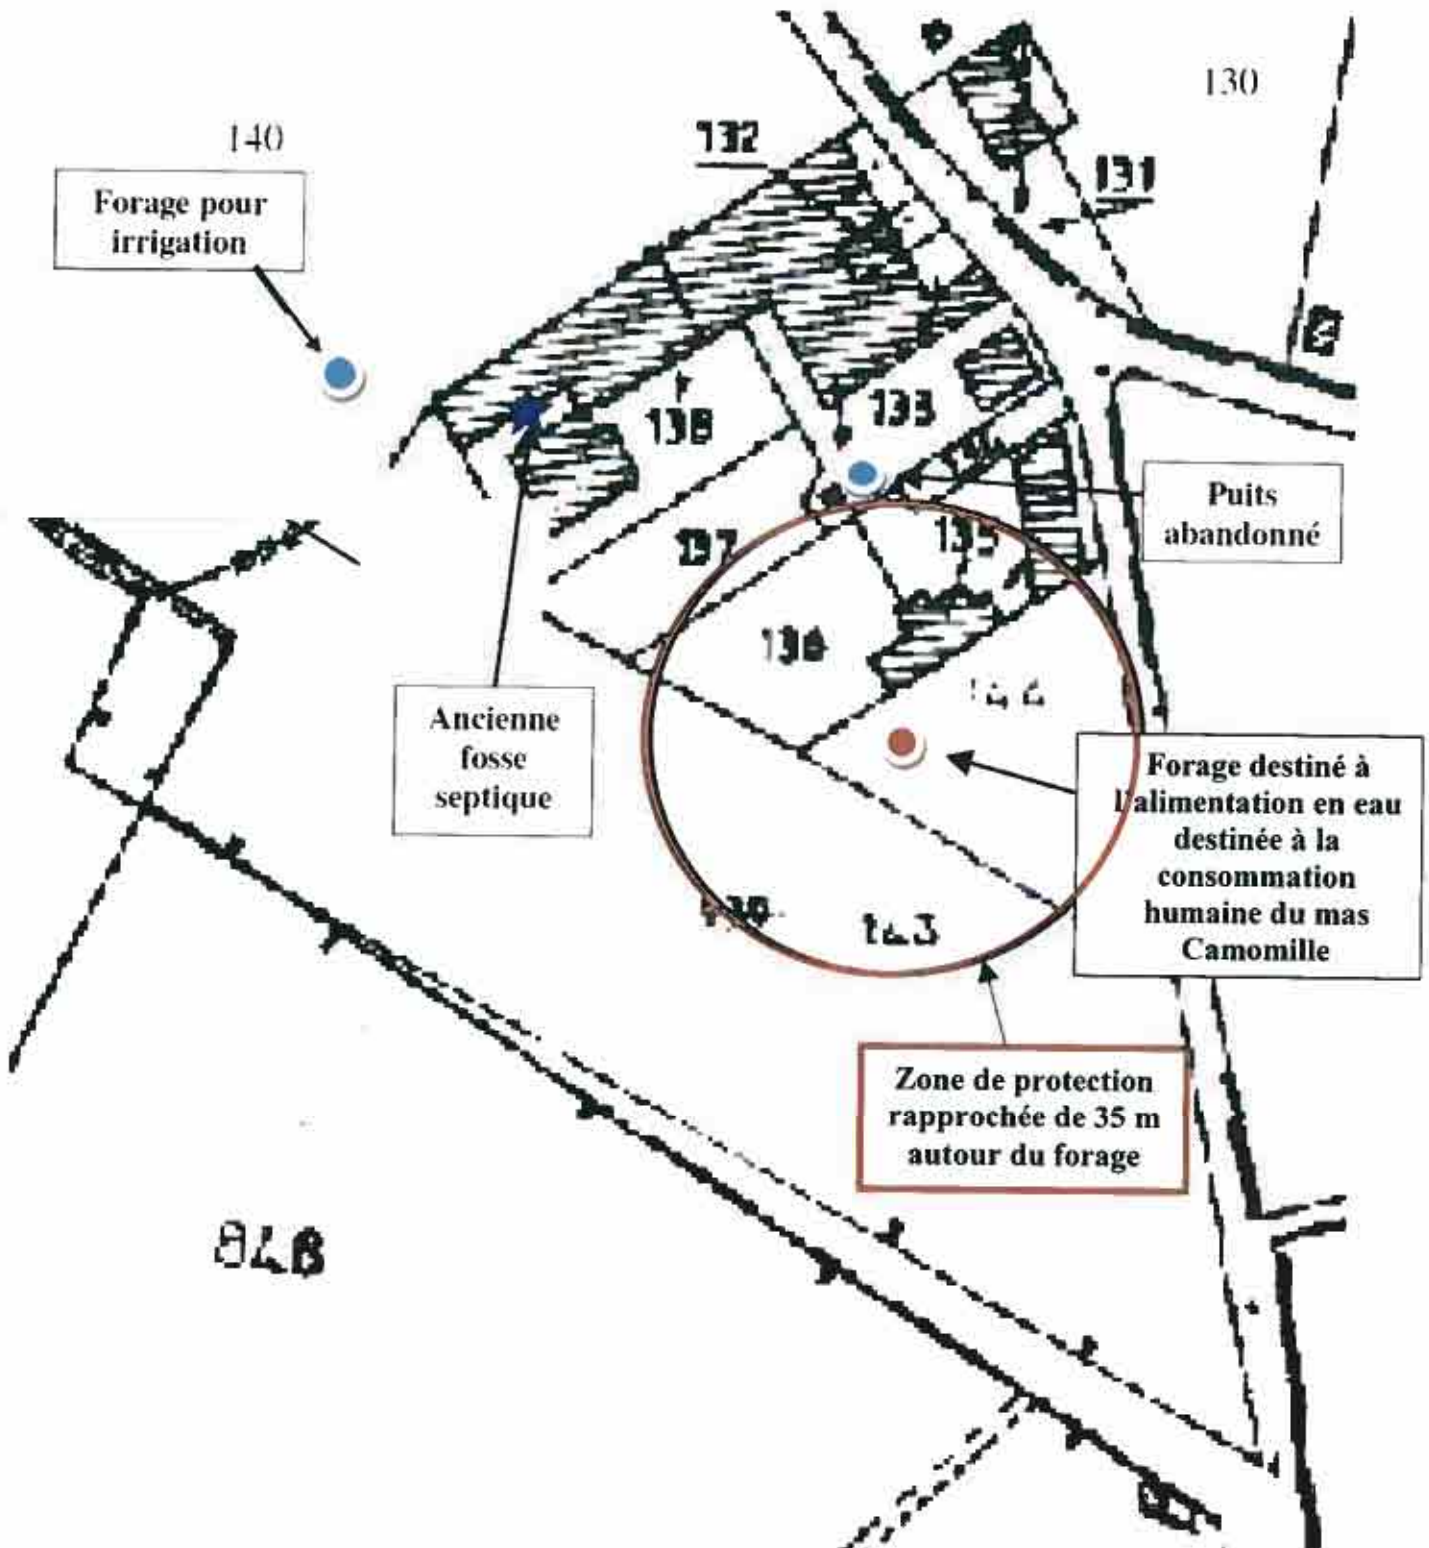 130
140
132
131
Forage pour
irrigation
133
138
Puits
abandonné
135
137
136
144
Ancienne
fosse
septique
Forage destiné à
l'alimentation en eau
destinée à la
consommation
humaine du mas
Camomille
143
Zone de protection
rapprochée de 35 m
autour du forage